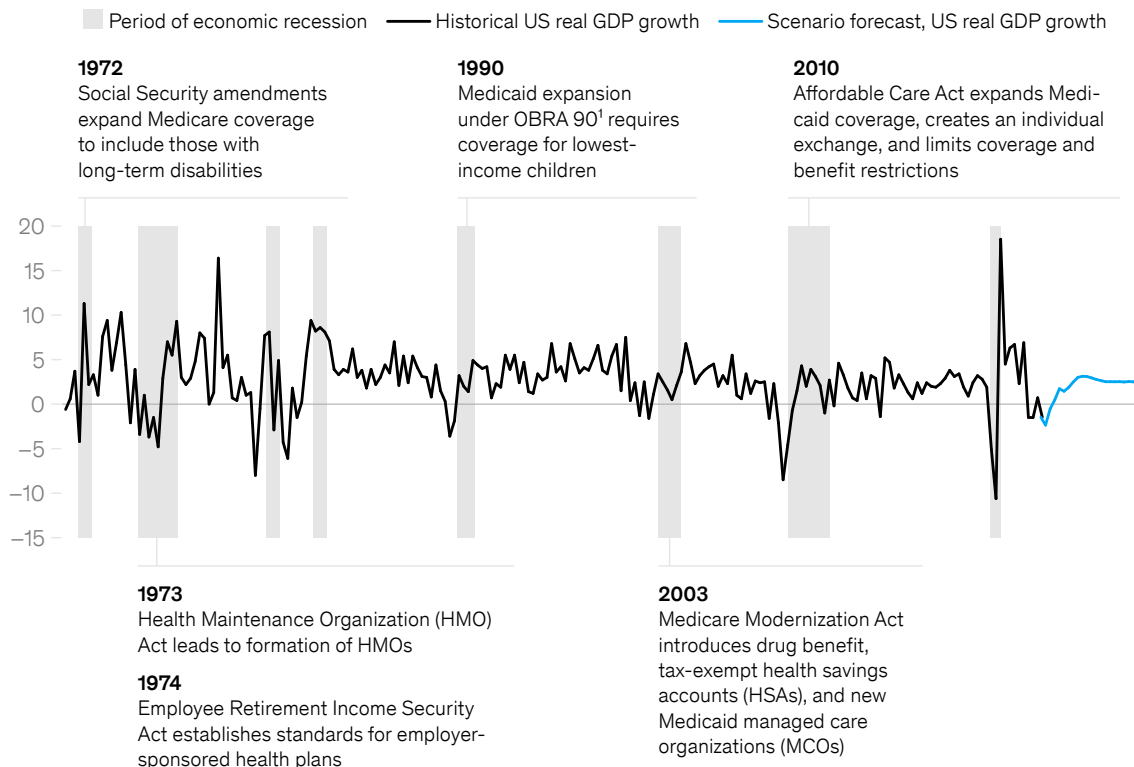 Period of economic recession Historical US real GDP growth Scenario forecast, US real GDP growth
1972
Social Security amendments
expand Medicare coverage
to include those with
long-term disabilities
1990
Medicaid expansion
under OBRA 90¹ requires
coverage for lowest-
income children
2010
Affordable Care Act expands Medi-
caid coverage, creates an individual
exchange, and limits coverage and
benefit restrictions
20
15
10
5
0
–5
–10
–15
1973
Health Maintenance Organization (HMO)
Act leads to formation of HMOs
1974
Employee Retirement Income Security
Act establishes standards for employer-
sponsored health plans
2003
Medicare Modernization Act
introduces drug benefit,
tax-exempt health savings
accounts (HSAs), and new
Medicaid managed care
organizations (MCOs)